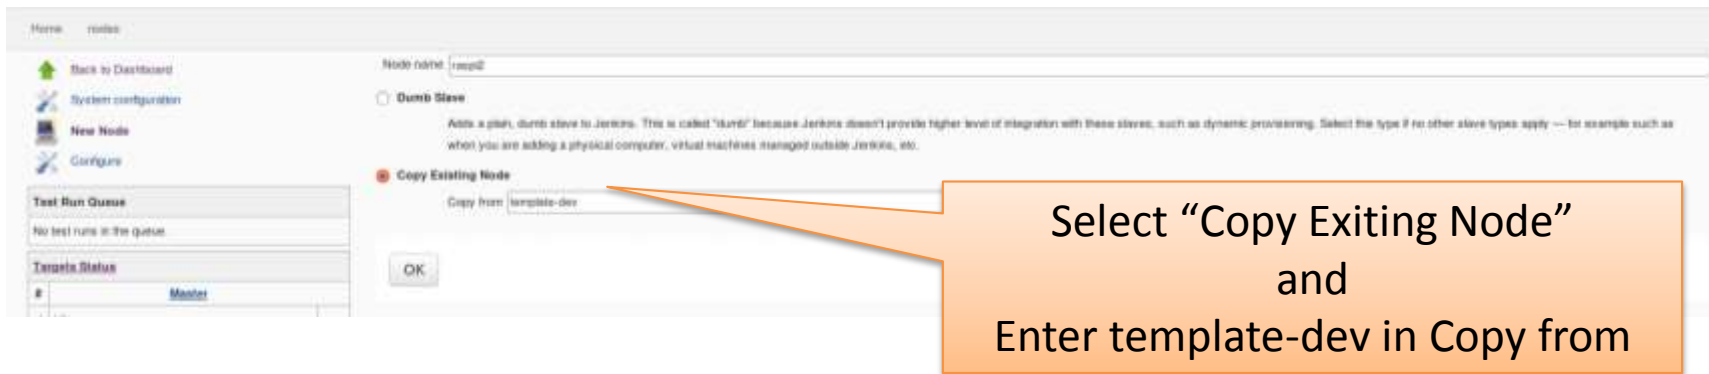 Home nodes
Back to Dashboard
System configuration
New Node
Configure
Test Run Queue
No test runs in the queue.
Targets Status
# Master
Node name raspi2
Dumb Slave
Adds a plain, dumb slave to Jenkins. This is called "dumb" because Jenkins doesn't provide higher level of integration with these slaves, such as dynamic provisioning. Select this type if no other slave types apply — for example such as
when you are adding a physical computer, virtual machines managed outside Jenkins, etc.
Copy Existing Node
Copy from template-dev
OK
Select “Copy Exiting Node”
and
Enter template-dev in Copy from